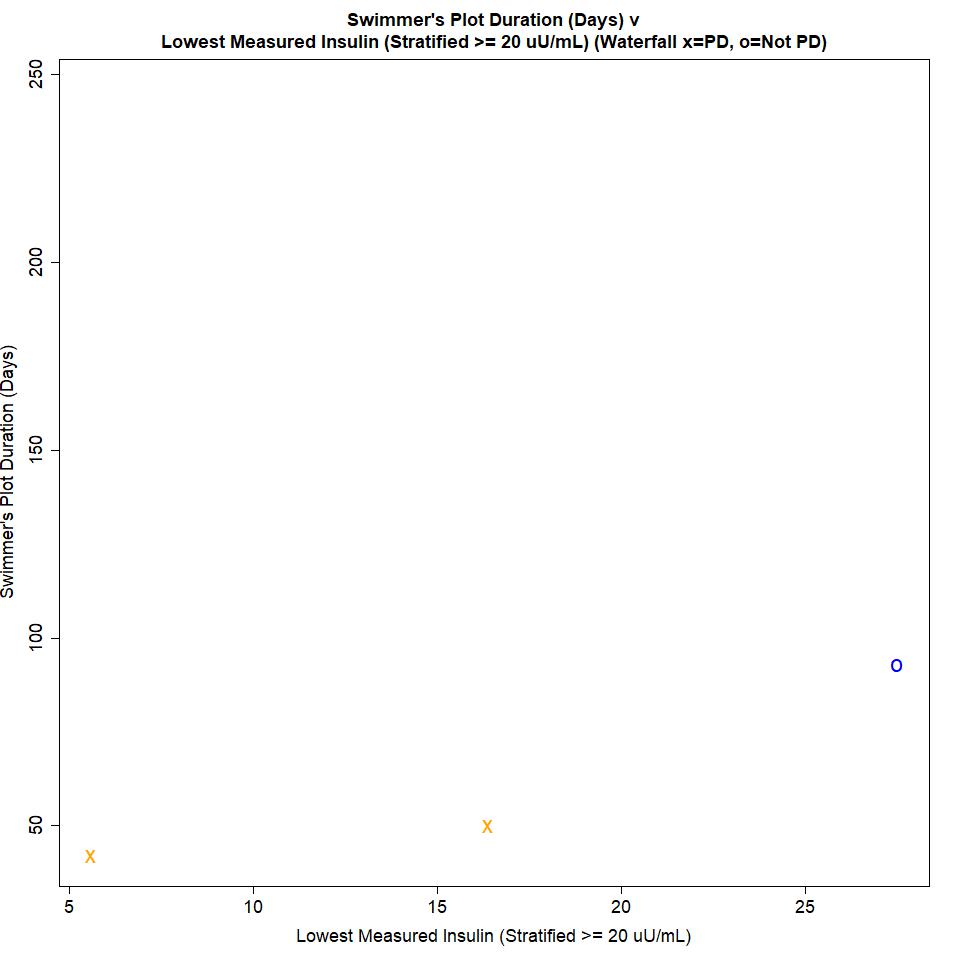 Swimmer's Plot Duration (Days) v
Lowest Measured Insulin (Stratified >= 20 uU/mL) (Waterfall x=PD, o=Not PD)
250
200
150
100
50
Swimmer's Plot Duration (Days)
o
x
x
5 10 15 20 25
Lowest Measured Insulin (Stratified >= 20 uU/mL)